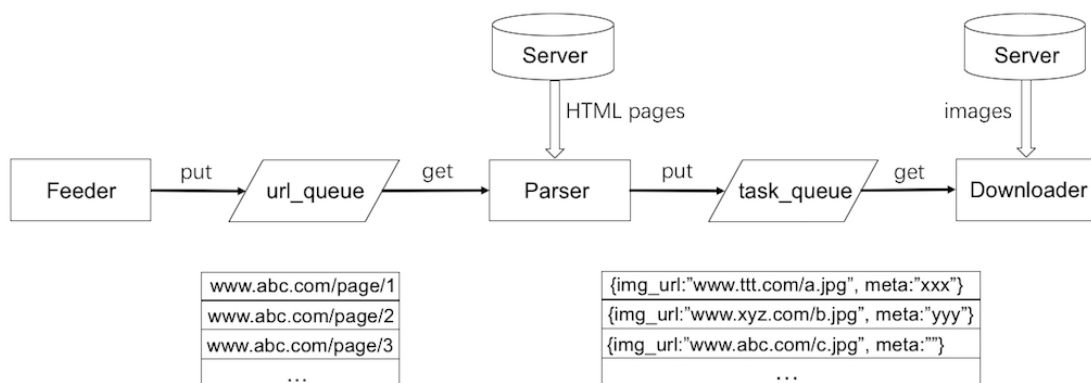 Server
Server
HTML pages
images
Feeder
put
url_queue
get
Parser
put
task_queue
get
Downloader
www.abc.com/page/1
www.abc.com/page/2
www.abc.com/page/3
...
{img_url:”www.ttt.com/a.jpg”, meta:”xxx”}
{img_url:”www.xyz.com/b.jpg”, meta:”yyy”}
{img_url:”www.abc.com/c.jpg”, meta:””}
...